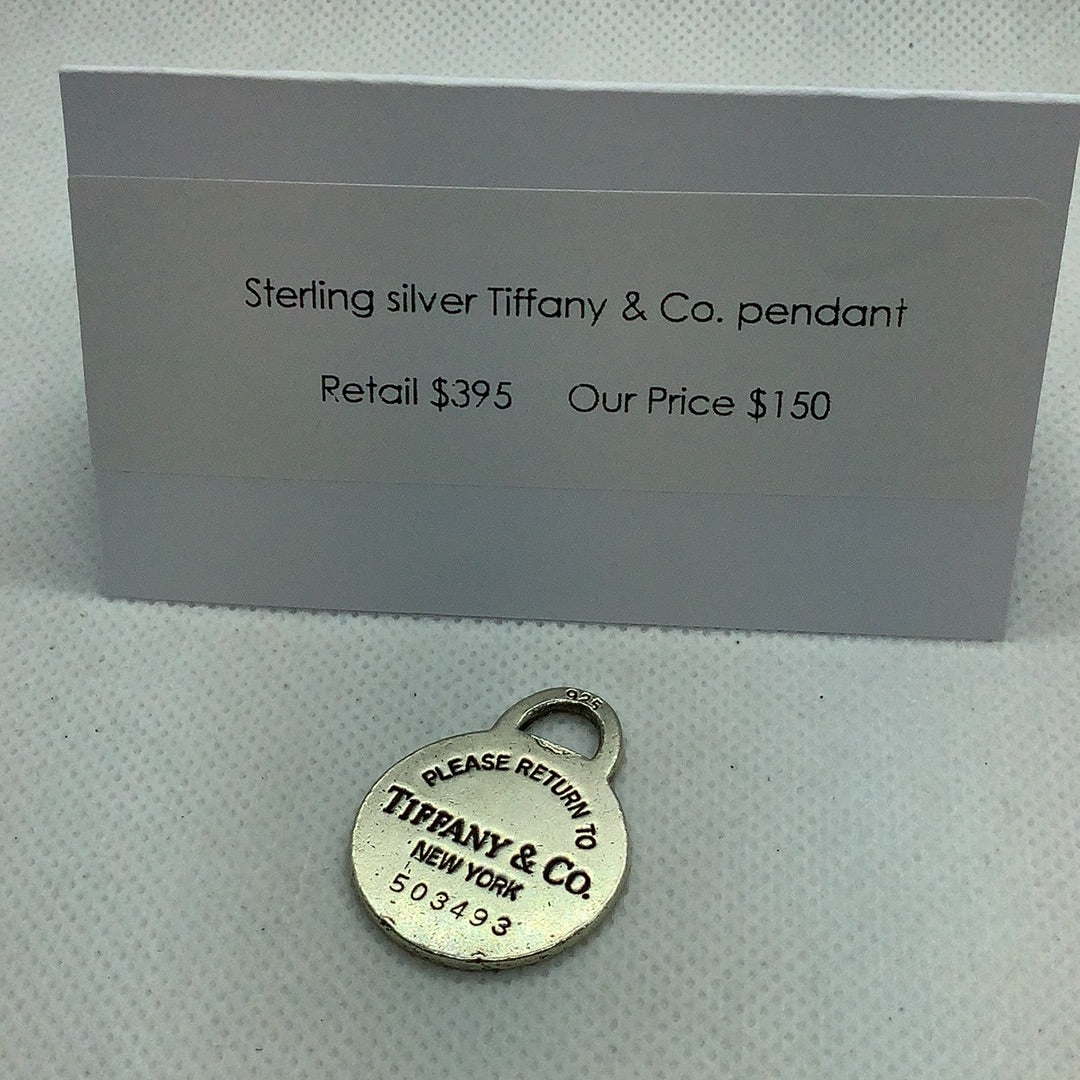 Sterling silver Tiffany & Co. pendant
Retail $395 Our Price $150
925
PLEASE RETURN TO
TIFFANY & CO.
NEW YORK
503493